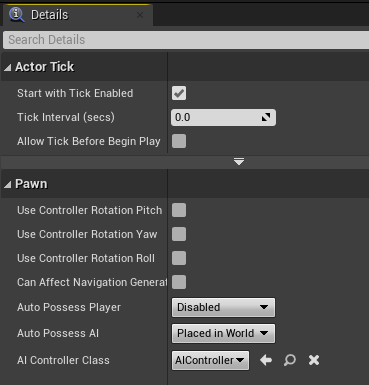 Details
Search Details
Actor Tick
Start with Tick Enabled
Tick Interval (secs) 0.0
Allow Tick Before Begin Play
Pawn
Use Controller Rotation Pitch
Use Controller Rotation Yaw
Use Controller Rotation Roll
Can Affect Navigation Generat
Auto Possess Player Disabled
Auto Possess AI Placed in World
AI Controller Class AIController